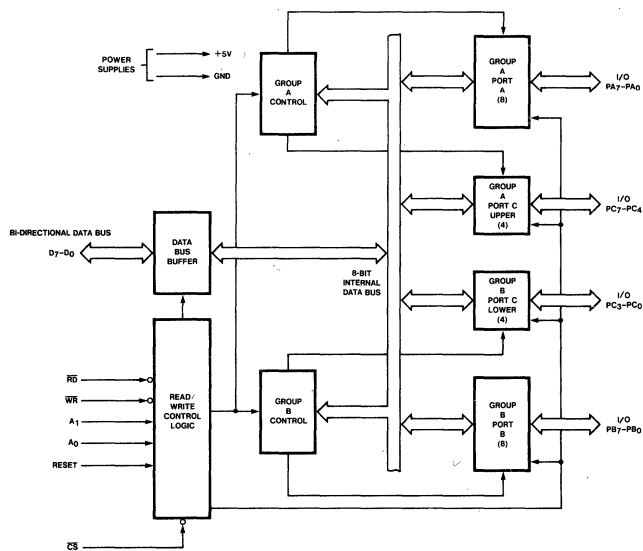 POWER
SUPPLIES
+5V
GND
GROUP
A
CONTROL
GROUP
A
PORT
A
(8)
I/O
PA7-PA0
GROUP
A
PORT C
UPPER
(4)
I/O
PC7-PC4
BI-DIRECTIONAL DATA BUS
D7-D0
DATA
BUS
BUFFER
8-BIT
INTERNAL
DATA BUS
GROUP
B
PORT C
LOWER
(4)
I/O
PC3-PC0
RD
WR
A1
A0
RESET
READ/
WRITE
CONTROL
LOGIC
GROUP
B
CONTROL
GROUP
B
PORT
B
(8)
I/O
PB7-PB0
CS